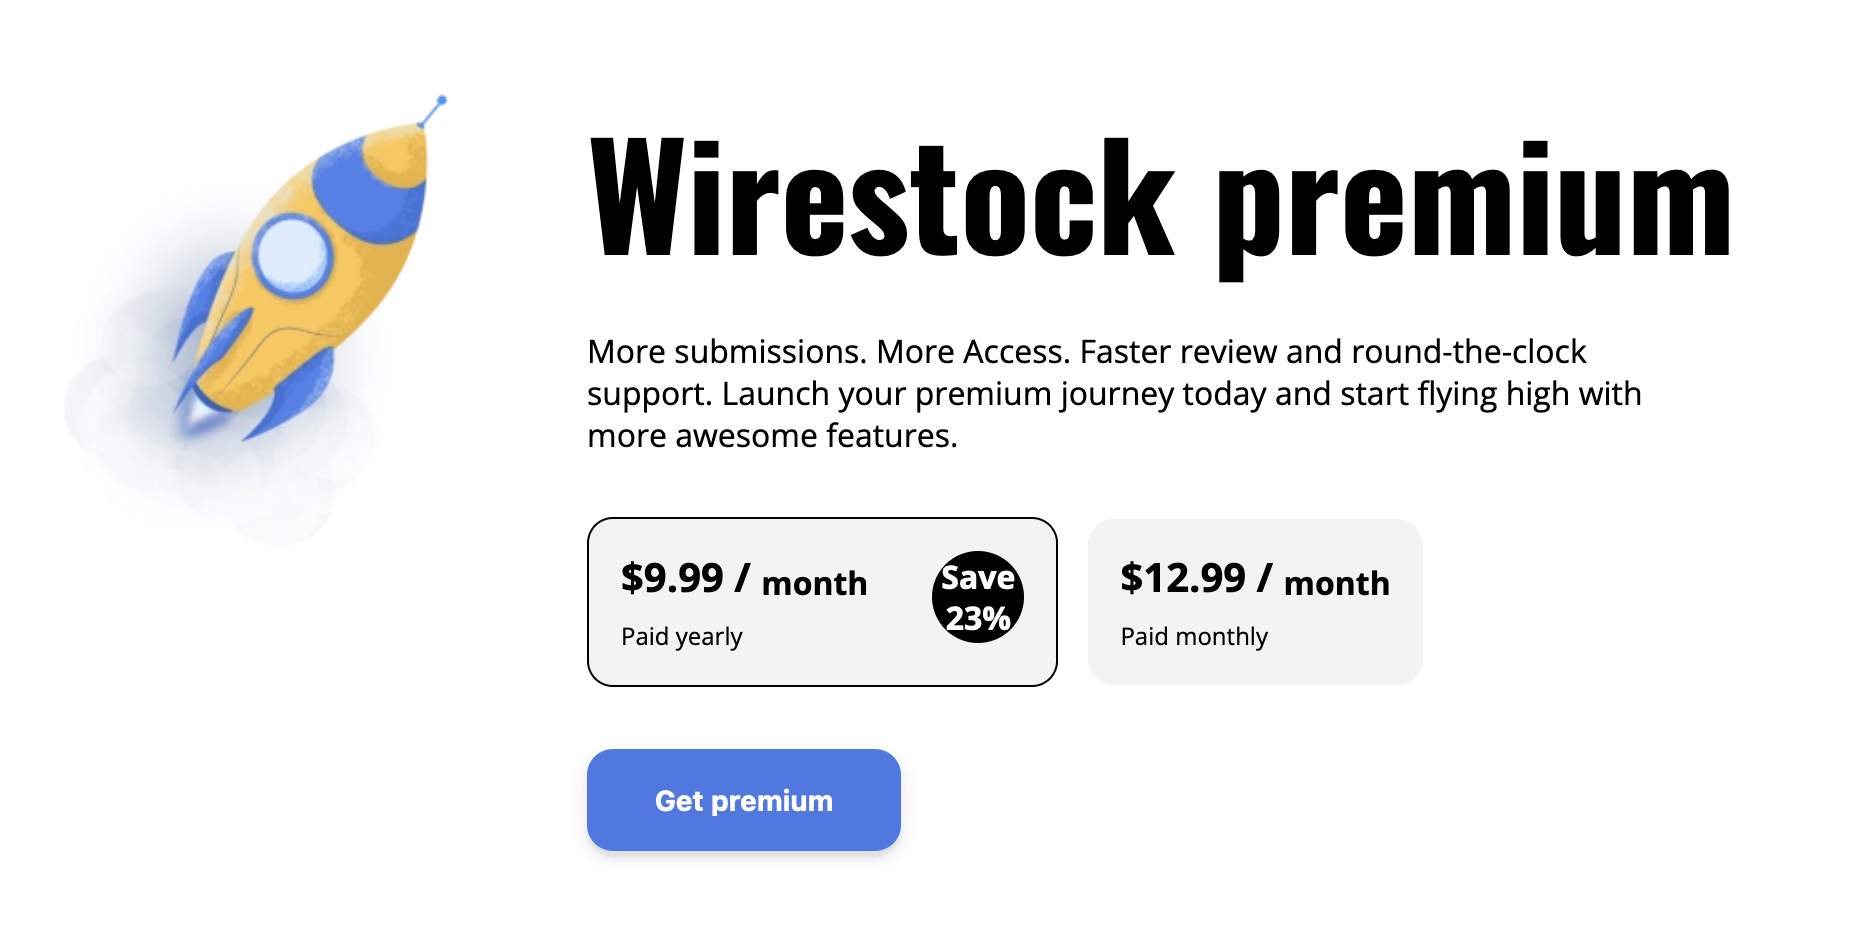 Wirestock premium
More submissions. More Access. Faster review and round-the-clock
support. Launch your premium journey today and start flying high with
more awesome features.
$9.99 / month
Paid yearly
Save
23%
$12.99 / month
Paid monthly
Get premium